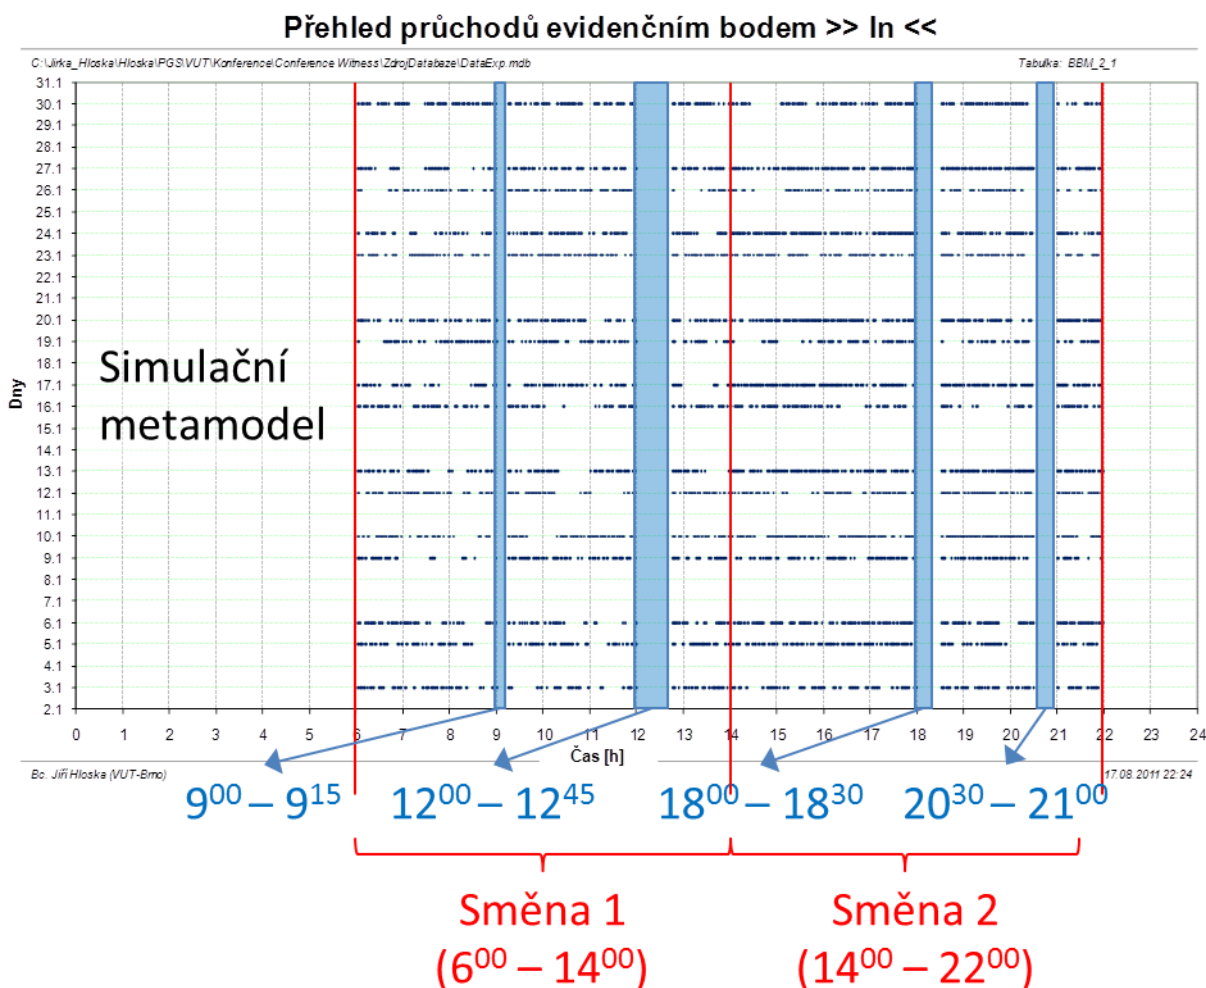 Přehled průchodů evidenčním bodem >> In <<
C:\Jirka_Hloska\Hloska\PGS\VUT\Konference\Conference Witness\ZdrojDatabaze\DataExp.mdb
Tabulka: BBM_2_1
31.1
30.1
29.1
28.1
27.1
26.1
25.1
24.1
23.1
22.1
21.1
20.1
19.1
18.1
17.1
16.1
15.1
14.1
13.1
12.1
10.1
9.1
8.1
7.1
6.1
5.1
4.1
3.1
2.1
Dny
Simulační
metamodel
0 1 2 3 4 5 6 7 8 9 10 11 12 13 14 15 16 17 18 19 20 21 22 23 24
Čas [h]
Bc. Jiří Hloska (VUT-Brno)
17.08.2011 22:24
9⁰⁰ – 9¹⁵ 12⁰⁰ – 12⁴⁵ 18⁰⁰ – 18³⁰ 20³⁰ – 21⁰⁰
Směna 1
(6⁰⁰ – 14⁰⁰)
Směna 2
(14⁰⁰ – 22⁰⁰)